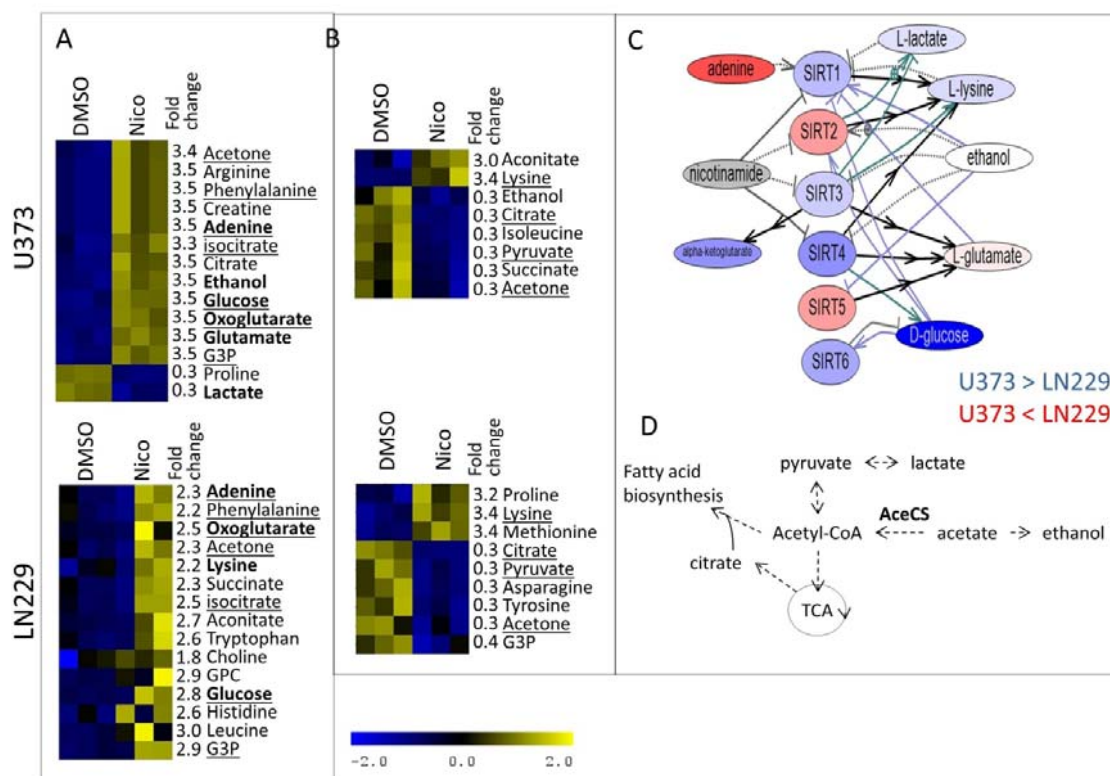 A
DMSO
Nico
Fold change
U373
3.4 Acetone
3.5 Arginine
3.5 Phenylalanine
3.5 Creatine
3.5 Adenine
3.3 isocitrate
3.5 Citrate
3.5 Ethanol
3.5 Glucose
3.5 Oxoglutarate
3.5 Glutamate
3.5 G3P
0.3 Proline
0.3 Lactate
DMSO
Nico
Fold change
LN229
2.3 Adenine
2.2 Phenylalanine
2.5 Oxoglutarate
2.3 Acetone
2.2 Lysine
2.3 Succinate
2.5 isocitrate
2.7 Aconitate
2.6 Tryptophan
1.8 Choline
2.9 GPC
2.8 Glucose
2.6 Histidine
3.0 Leucine
2.9 G3P
B
DMSO
Nico
Fold change
3.0 Aconitate
3.4 Lysine
0.3 Ethanol
0.3 Citrate
0.3 Isoleucine
0.3 Pyruvate
0.3 Succinate
0.3 Acetone
DMSO
Nico
Fold change
3.2 Proline
3.4 Lysine
3.4 Methionine
0.3 Citrate
0.3 Pyruvate
0.3 Asparagine
0.3 Tyrosine
0.3 Acetone
0.4 G3P
-2.0 0.0 2.0
C
L-lactate
adenine
SIRT1
L-lysine
SIRT2
ethanol
nicotinamide
SIRT3
alpha-ketoglutarate
SIRT4
L-glutamate
SIRT5
D-glucose
SIRT6
U373 > LN229
U373 < LN229
D
pyruvate
lactate
Fatty acid
biosynthesis
AceCS
Acetyl-CoA
acetate
ethanol
citrate
TCA